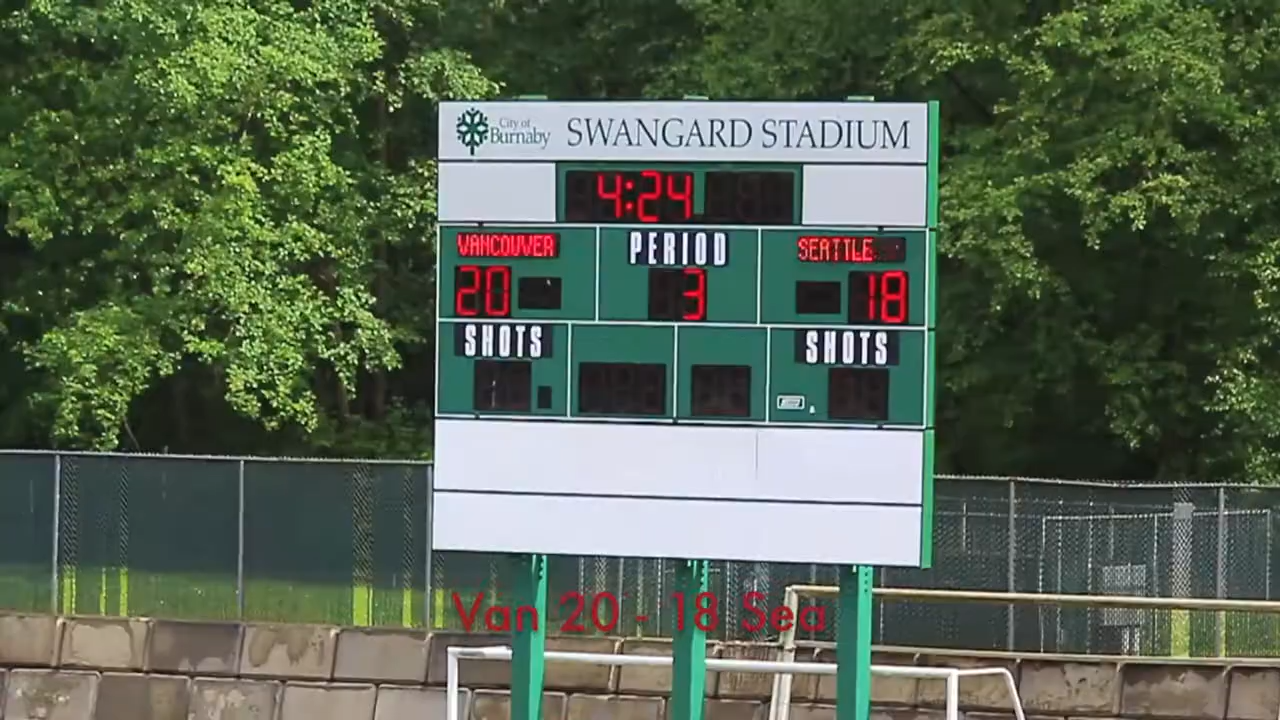 City of
Burnaby
SWANGARD STADIUM
4:24
VANCOUVER
PERIOD
SEATTLE
20
3
18
SHOTS
SHOTS
Van 20 - 18 Sea